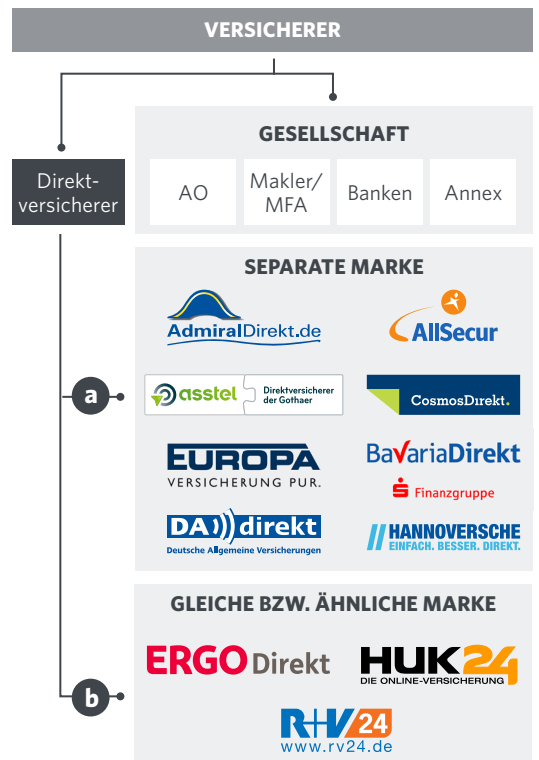 VERSICHERER
GESELLSCHAFT
Direkt-
versicherer
AO
Makler/
MFA
Banken
Annex
SEPARATE MARKE
AdmiralDirekt.de
AllSecur
a
asstel
Direktversicherer
der Gothaer
CosmosDirekt.
EUROPA
VERSICHERUNG PUR.
BaVariaDirekt
S Finanzgruppe
DA direkt
Deutsche Allgemeine Versicherungen
HANNOVERSCHE
EINFACH. BESSER. DIREKT.
GLEICHE BZW. ÄHNLICHE MARKE
ERGO Direkt
HUK24
DIE ONLINE-VERSICHERUNG
b
R+V/24
www.rv24.de